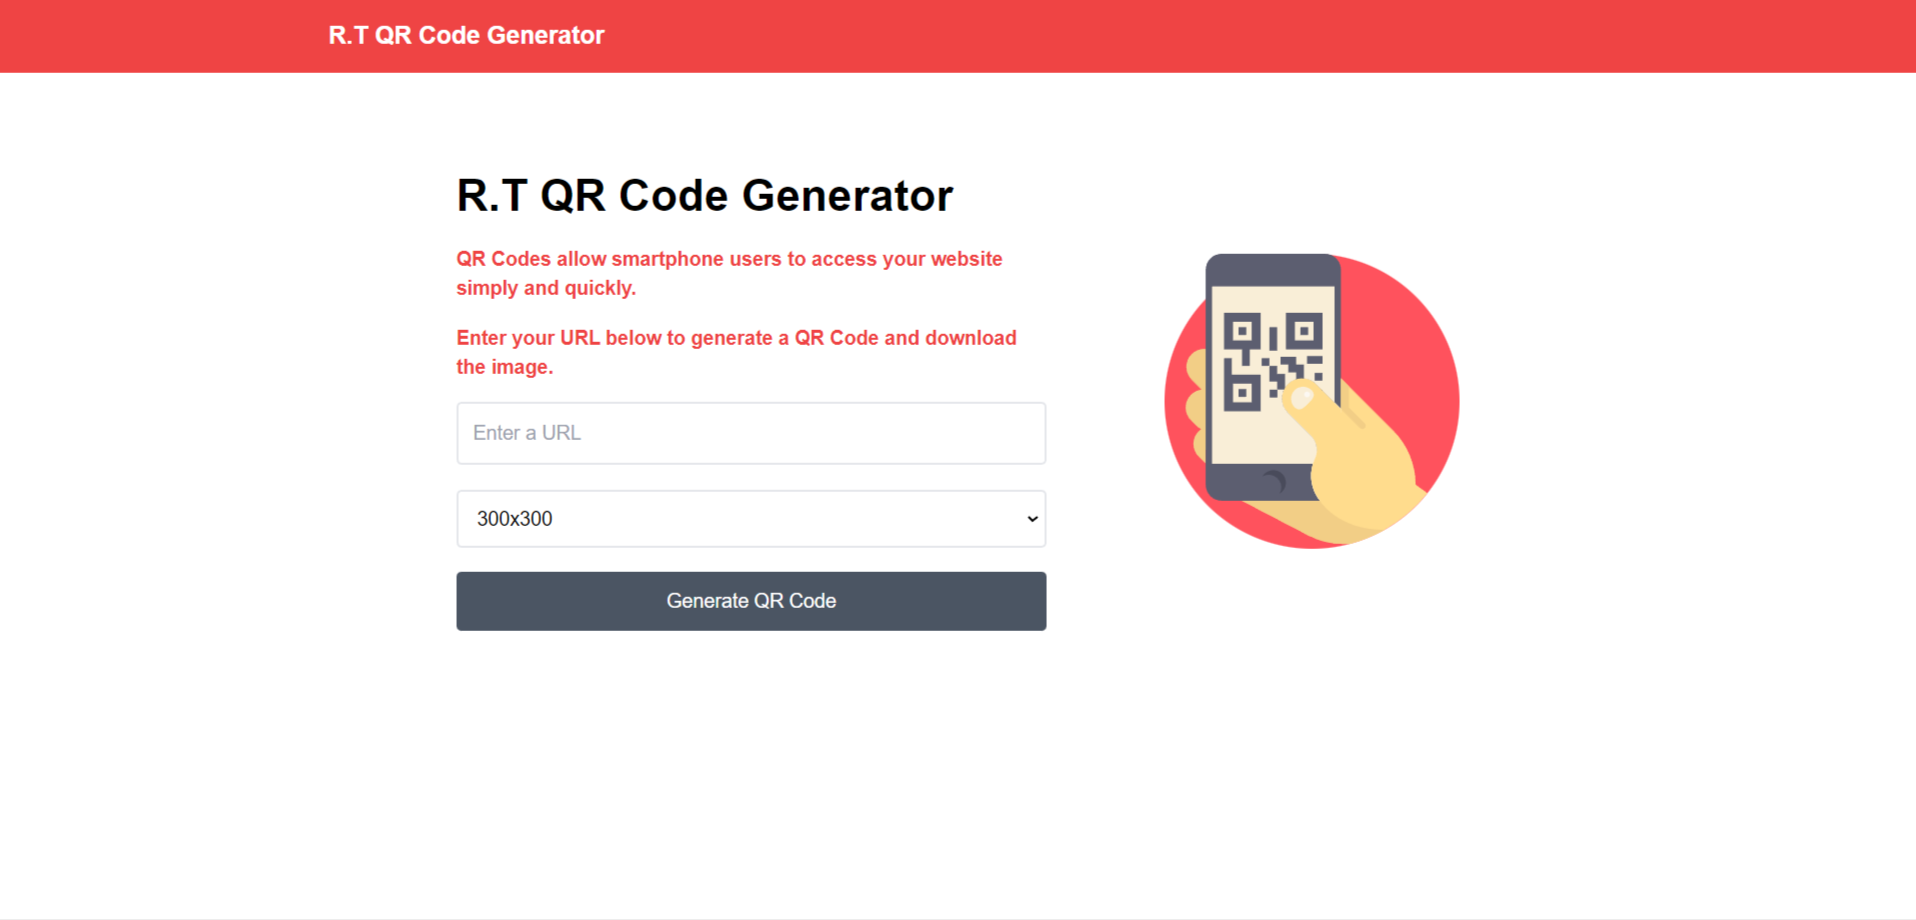 R.T QR Code Generator
R.T QR Code Generator
QR Codes allow smartphone users to access your website
simply and quickly.
Enter your URL below to generate a QR Code and download
the image.
Enter a URL
300x300
Generate QR Code